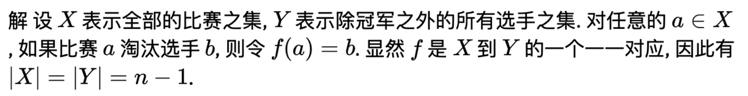 解 设 X 表示全部的比赛之集, Y 表示除冠军之外的所有选手之集. 对任意的 a ∈ X
, 如果比赛 a 淘汰选手 b, 则令 f(a) = b. 显然 f 是 X 到 Y 的一个一一对应, 因此有
|X| = |Y| = n − 1.